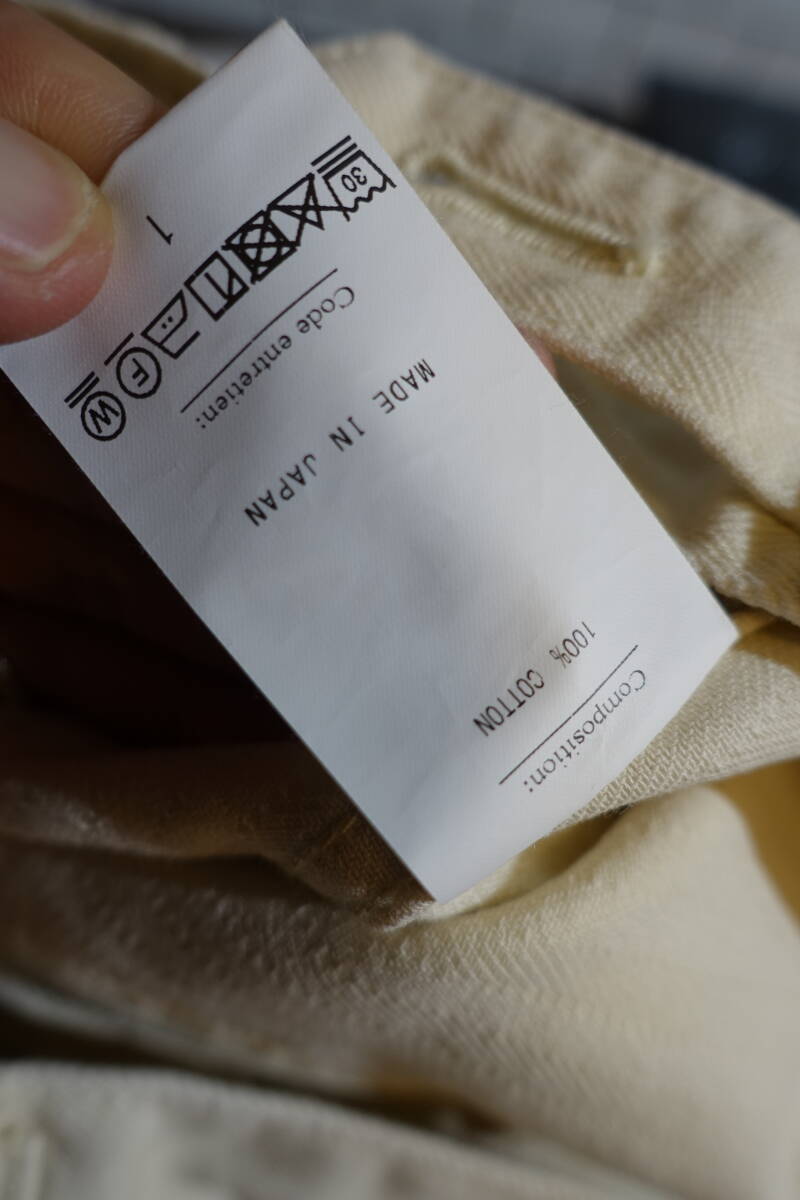 Composition:
100% COTTON
MADE IN JAPAN
Code entretien:
30
W F
1